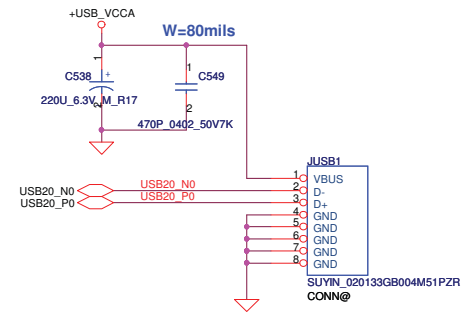 +USB_VCCA
W=80mils
1
1
C538
+
C549
220U_6.3V_M_R17
2
2
470P_0402_50V7K
JUSB1
1 VBUS
USB20_N0 USB20_N0 2 D-
USB20_P0 USB20_P0 3 D+
4 GND
5 GND
6 GND
7 GND
8 GND
SUYIN_020133GB004M51PZR
CONN@